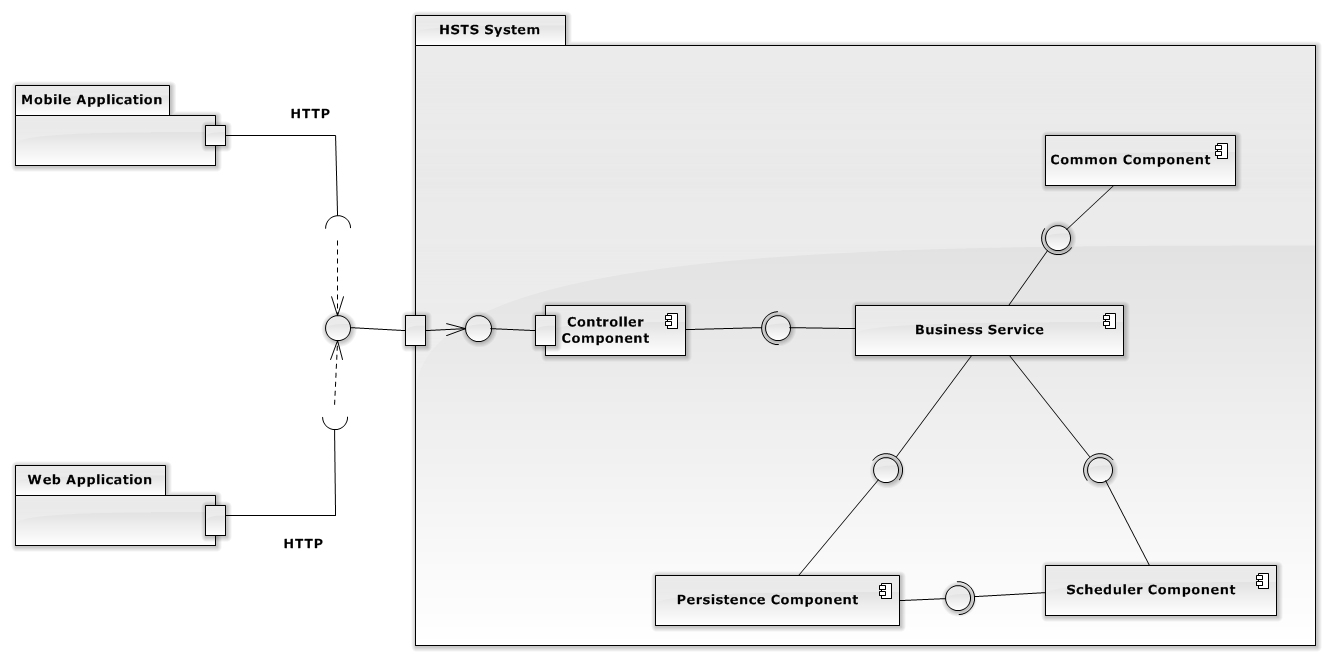 HSTS System
Mobile Application
HTTP
Common Component
Controller
Component
Business Service
Web Application
HTTP
Persistence Component
Scheduler Component